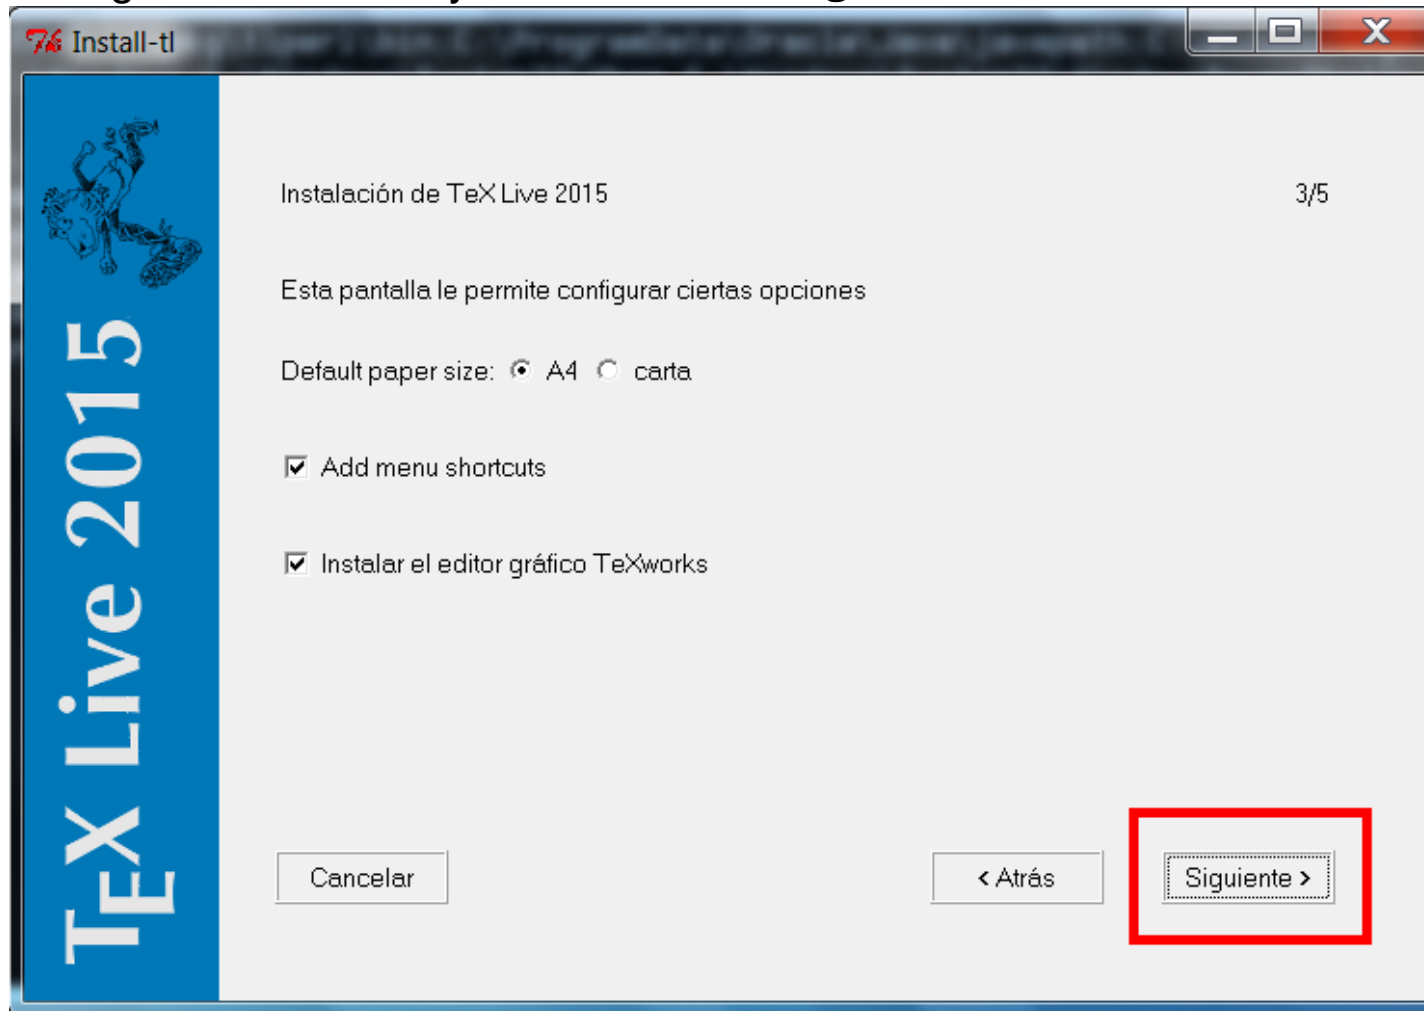 Install-tl
Instalación de TeX Live 2015
3/5
Esta pantalla le permite configurar ciertas opciones
Default paper size: A4 carta
Add menu shortcuts
Instalar el editor gráfico TeXworks
Cancelar
< Atrás
Siguiente >
TEX Live 2015